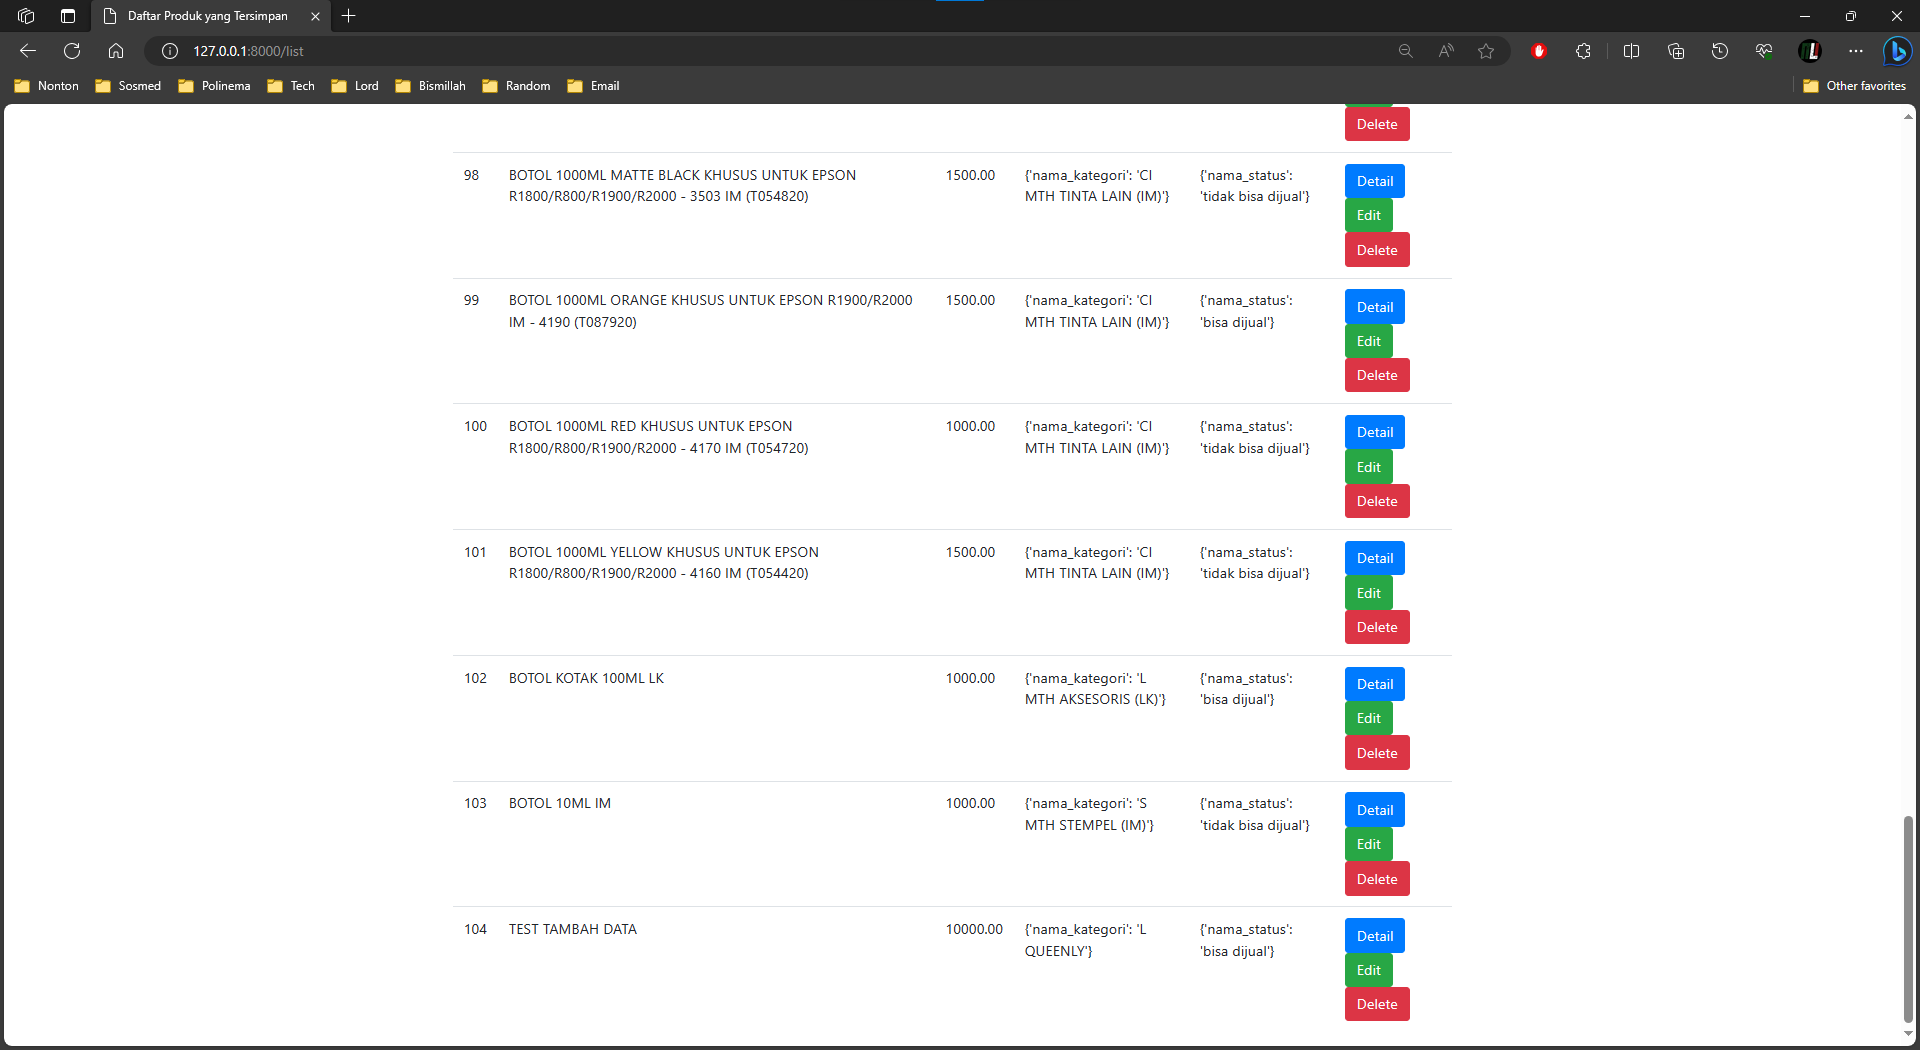 Daftar Produk yang Tersimpan
127.0.0.1:8000/list
Nonton
Sosmed
Polinema
Tech
Lord
Bismillah
Random
Email
Other favorites
Delete
98
BOTOL 1000ML MATTE BLACK KHUSUS UNTUK EPSON
R1800/R800/R1900/R2000 - 3503 IM (T054820)
1500.00
{'nama_kategori': 'CI
MTH TINTA LAIN (IM)'}
{'nama_status':
'tidak bisa dijual'}
Detail
Edit
Delete
99
BOTOL 1000ML ORANGE KHUSUS UNTUK EPSON R1900/R2000
IM - 4190 (T087920)
1500.00
{'nama_kategori': 'CI
MTH TINTA LAIN (IM)'}
{'nama_status':
'bisa dijual'}
Detail
Edit
Delete
100
BOTOL 1000ML RED KHUSUS UNTUK EPSON
R1800/R800/R1900/R2000 - 4170 IM (T054720)
1000.00
{'nama_kategori': 'CI
MTH TINTA LAIN (IM)'}
{'nama_status':
'tidak bisa dijual'}
Detail
Edit
Delete
101
BOTOL 1000ML YELLOW KHUSUS UNTUK EPSON
R1800/R800/R1900/R2000 - 4160 IM (T054420)
1500.00
{'nama_kategori': 'CI
MTH TINTA LAIN (IM)'}
{'nama_status':
'tidak bisa dijual'}
Detail
Edit
Delete
102
BOTOL KOTAK 100ML LK
1000.00
{'nama_kategori': 'L
MTH AKSESORIS (LK)'}
{'nama_status':
'bisa dijual'}
Detail
Edit
Delete
103
BOTOL 10ML IM
1000.00
{'nama_kategori': 'S
MTH STEMPEL (IM)'}
{'nama_status':
'tidak bisa dijual'}
Detail
Edit
Delete
104
TEST TAMBAH DATA
10000.00
{'nama_kategori': 'L
QUEENLY'}
{'nama_status':
'bisa dijual'}
Detail
Edit
Delete